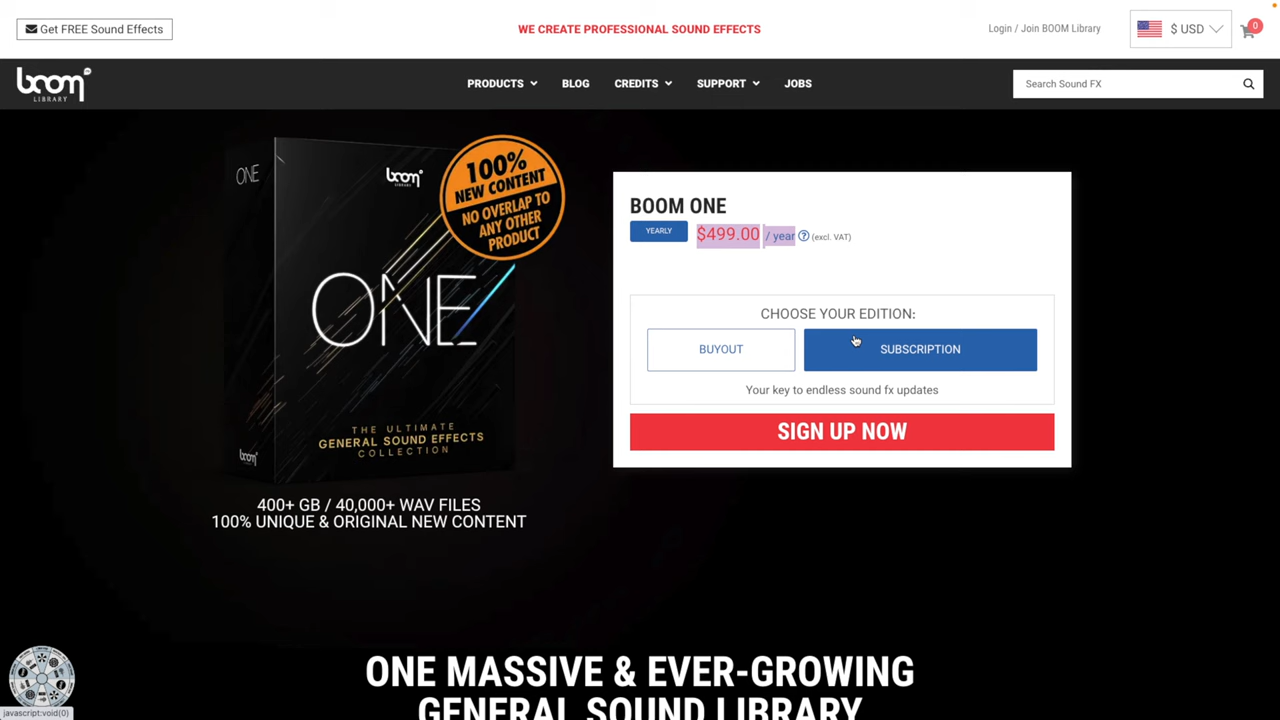 Get FREE Sound Effects
WE CREATE PROFESSIONAL SOUND EFFECTS
Login / Join BOOM Library
$ USD
0
boom
LIBRARY
PRODUCTS
BLOG
CREDITS
SUPPORT
JOBS
Search Sound FX
ONE
boom
100%
NEW CONTENT
NO OVERLAP TO
ANY OTHER
PRODUCT
ONE
THE ULTIMATE
GENERAL SOUND EFFECTS
COLLECTION
boom
400+ GB / 40,000+ WAV FILES
100% UNIQUE & ORIGINAL NEW CONTENT
BOOM ONE
YEARLY $499.00 / year ? (excl. VAT)
CHOOSE YOUR EDITION:
BUYOUT
SUBSCRIPTION
Your key to endless sound fx updates
SIGN UP NOW
ONE MASSIVE & EVER-GROWING
GENERAL SOUND LIBRARY
javascript:void(0)